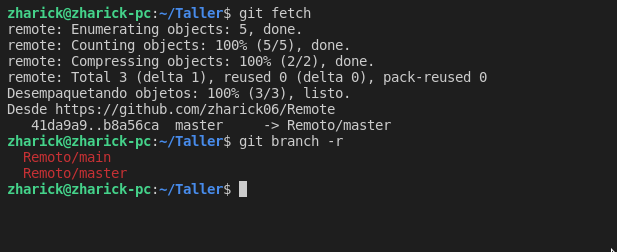 zharick@zharick-pc:~/Taller$ git fetch
remote: Enumerating objects: 5, done.
remote: Counting objects: 100% (5/5), done.
remote: Compressing objects: 100% (2/2), done.
remote: Total 3 (delta 1), reused 0 (delta 0), pack-reused 0
Desempaquetando objetos: 100% (3/3), listo.
Desde https://github.com/zharick06/Remote
   41da9a9..b8a56ca  master     -> Remoto/master
zharick@zharick-pc:~/Taller$ git branch -r
  Remoto/main
  Remoto/master
zharick@zharick-pc:~/Taller$